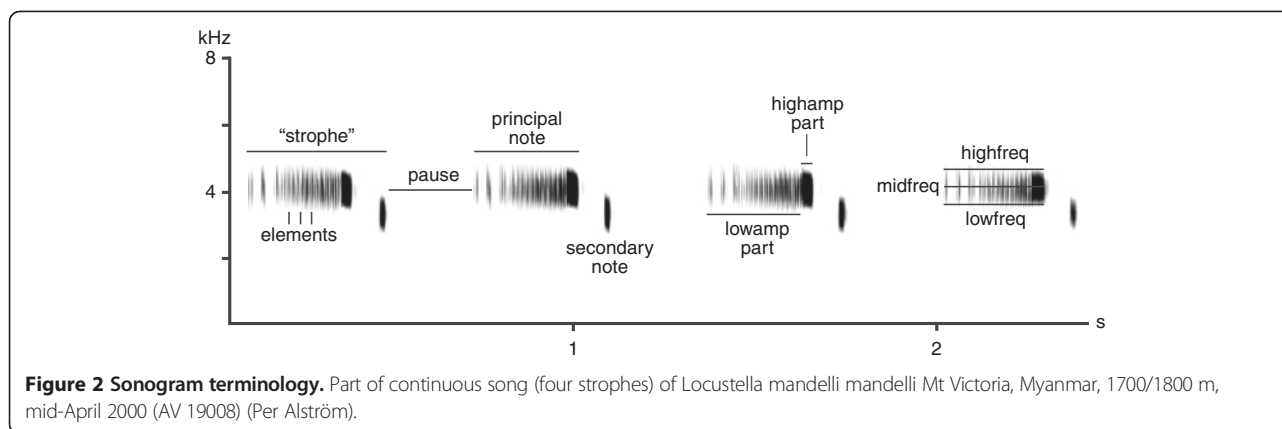 kHz
8
4
"strophe"
elements
pause
principal
note
secondary
note
highamp
part
lowamp
part
highfreq
midfreq
lowfreq
s
1
2
Figure 2 Sonogram terminology. Part of continuous song (four strophes) of Locustella mandelli mandelli Mt Victoria, Myanmar, 1700/1800 m,
mid-April 2000 (AV 19008) (Per Alström).